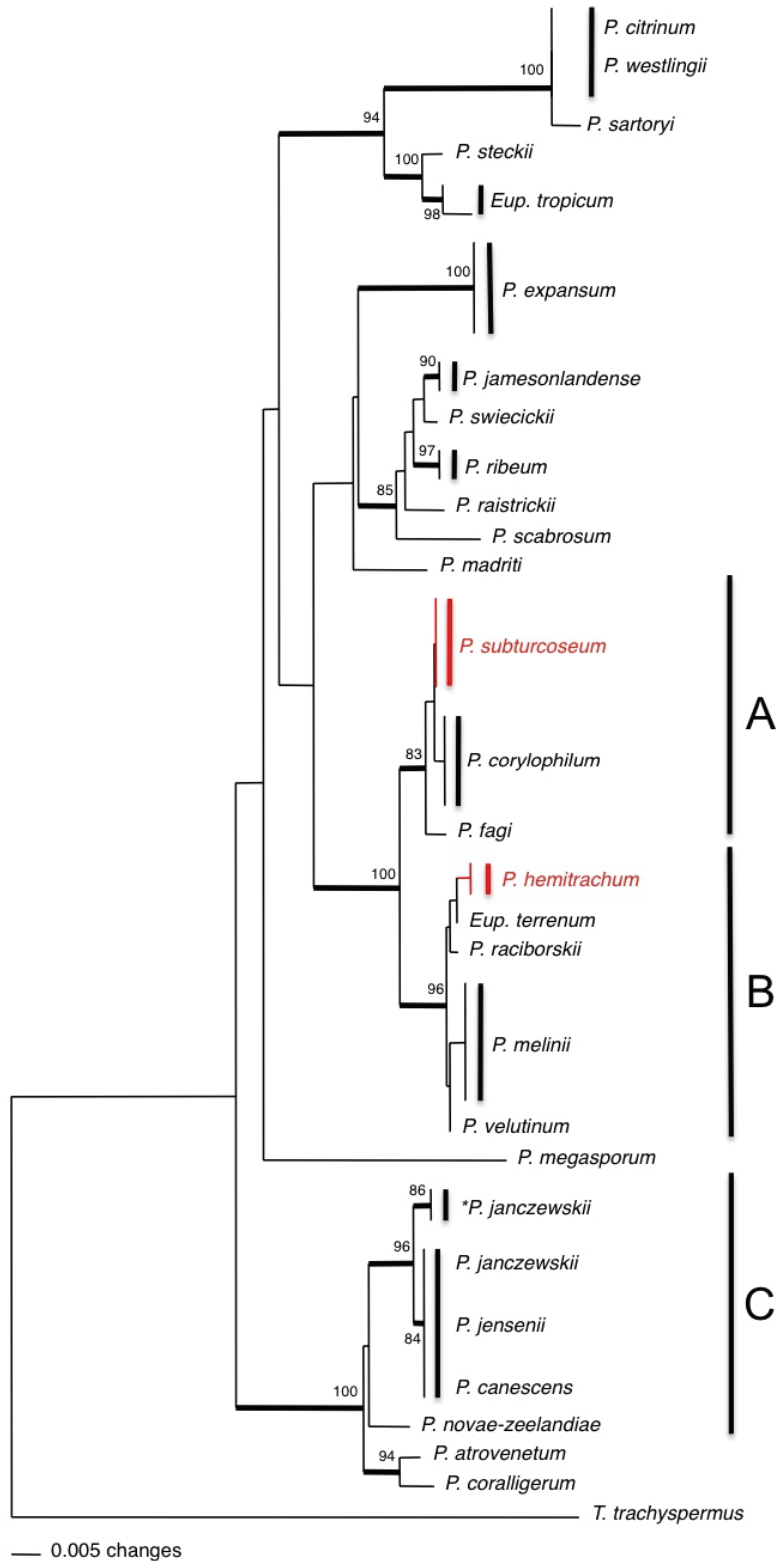 P. citrinum
100
P. westlingii
94
P. sartoryi
P. steckii
100
Eup. tropicum
98
100
P. expansum
90
P. jamesonlandense
P. swiecickii
97
P. ribeum
85
P. raistrickii
P. scabrosum
P. madriti
P. subturcoseum
A
83
P. corylophilum
P. fagi
100
P. hemitrachum
Eup. terrenum
P. raciborskii
96
B
P. melinii
P. velutinum
P. megasporum
86
*P. janczewskii
96
P. janczewskii
C
P. jensenii
84
P. canescens
100
P. novae-zeelandiae
94
P. atrovenetum
P. coralligerum
T. trachyspermus
0.005 changes